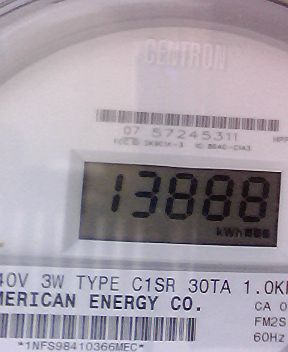 CENTRON
07 57245311
13888
kWh
40V 3W TYPE C1SR 30TA 1.0K
MERICAN ENERGY CO.
CA 0
FM2S
60Hz
*1NFS98410366MEC*